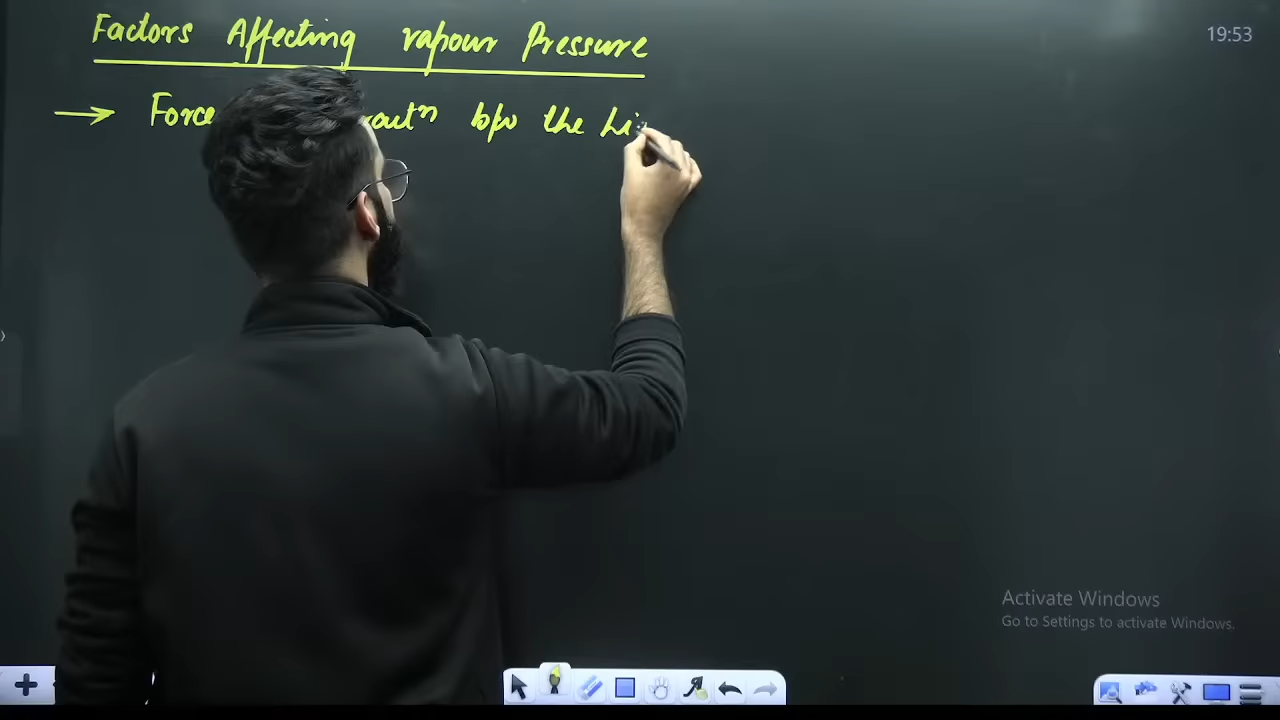 Factors Affecting vapour Pressure
19:53
→ Force b/w the Li
Activate Windows
Go to Settings to activate Windows.